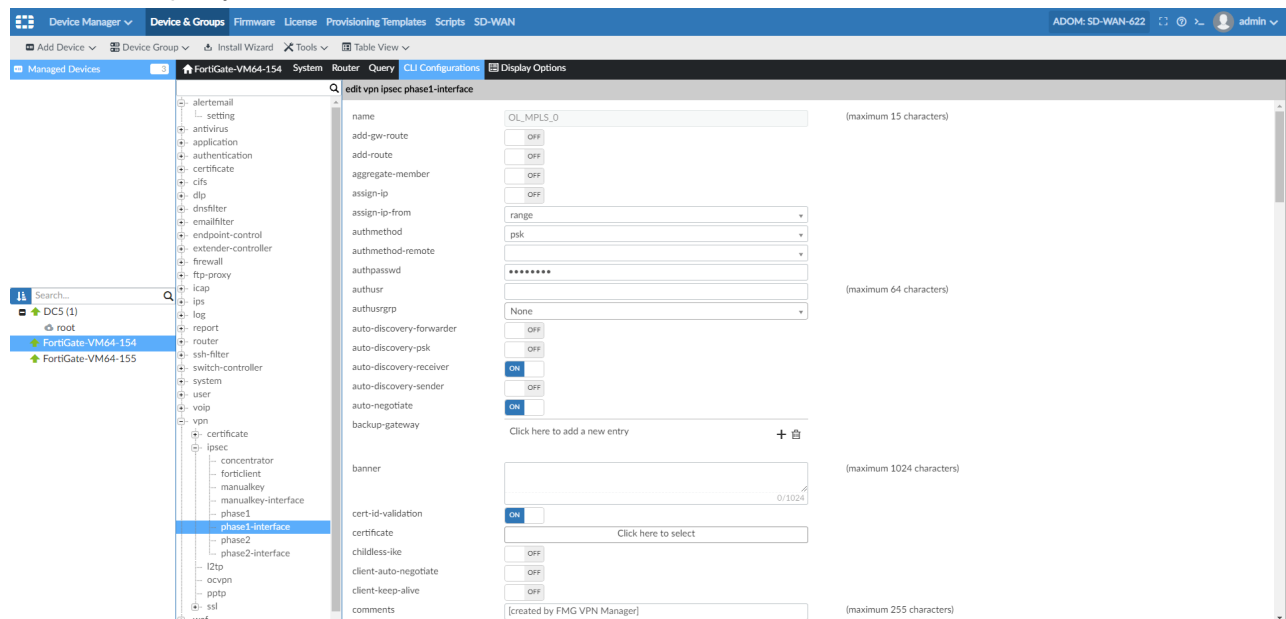 Device Manager Device & Groups Firmware License Provisioning Templates Scripts SD-WAN ADOM: SD-WAN-622 admin
Add Device Device Group Install Wizard Tools Table View
Managed Devices 3 FortiGate-VM64-154 System Router Query CLI Configurations Display Options
edit vpn ipsec phase1-interface
Search...
DC5 (1)
root
FortiGate-VM64-154
FortiGate-VM64-155
alertemail
setting
antivirus
application
authentication
certificate
cifs
dlp
dnsfilter
emailfilter
endpoint-control
extender-controller
firewall
ftp-proxy
icap
ips
log
report
router
ssh-filter
switch-controller
system
user
voip
vpn
certificate
ipsec
concentrator
forticlient
manualkey
manualkey-interface
phase1
phase1-interface
phase2
phase2-interface
l2tp
ocvpn
pptp
ssl
name OL_MPLS_0 (maximum 15 characters)
add-gw-route OFF
add-route OFF
aggregate-member OFF
assign-ip OFF
assign-ip-from range
authmethod psk
authmethod-remote
authpasswd ••••••••
authusr (maximum 64 characters)
authusrgrp None
auto-discovery-forwarder OFF
auto-discovery-psk OFF
auto-discovery-receiver ON
auto-discovery-sender OFF
auto-negotiate ON
backup-gateway Click here to add a new entry
banner (maximum 1024 characters)
0/1024
cert-id-validation ON
certificate Click here to select
childless-ike OFF
client-auto-negotiate OFF
client-keep-alive OFF
comments [created by FMG VPN Manager] (maximum 255 characters)